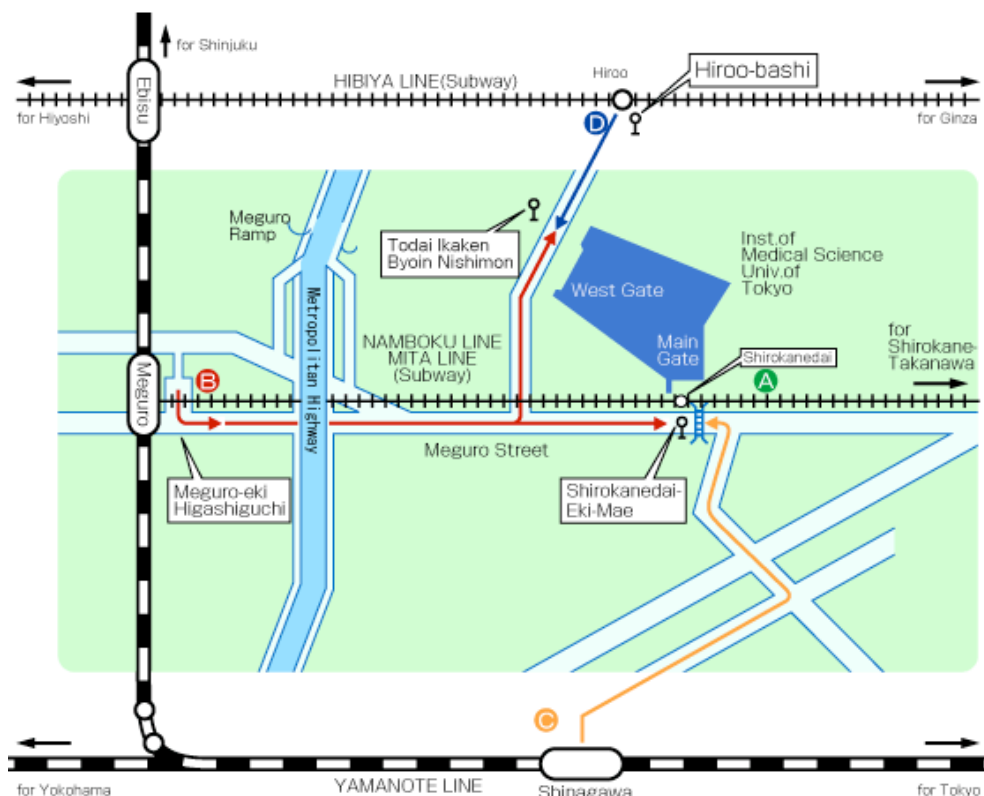 for Shinjuku
Ebisu
HIBIYA LINE(Subway)
Hiroo
Hiroo-bashi
for Hiyoshi
for Ginza
D
Meguro
Ramp
Todai Ikaken
Byoin Nishimon
Inst.of
Medical Science
Univ.of
Tokyo
West Gate
Metropolitan Highway
NAMBOKU LINE
MITA LINE
(Subway)
Main
Gate
Shirokanedai
for
Shirokane-
Takanawa
Meguro
B
A
Meguro Street
Meguro-eki
Higashiguchi
Shirokanedai-
Eki-Mae
C
for Yokohama
YAMANOTE LINE
Shinagawa
for Tokyo